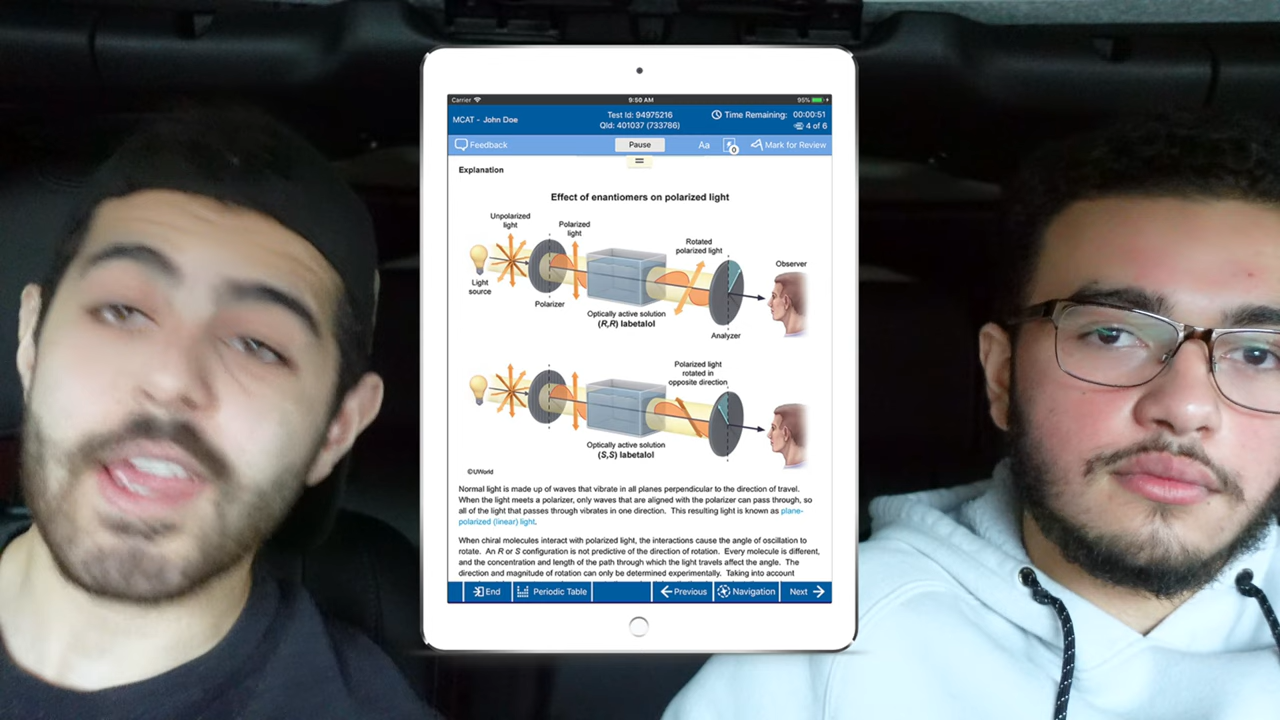 Carrier
9:50 AM
95%
MCAT - John Doe
Test Id: 94975216
QId: 401037 (733786)
Time Remaining: 00:00:51
4 of 6
Feedback
Pause
Aa
0
Mark for Review
Explanation
Effect of enantiomers on polarized light
Unpolarized
light
Polarized
light
Rotated
polarized light
Observer
Light
source
Polarizer
Optically active solution
(R,R) labetalol
Analyzer
Polarized light
rotated in
opposite direction
Optically active solution
(S,S) labetalol
©UWorld
Normal light is made up of waves that vibrate in all planes perpendicular to the direction of travel.
When the light meets a polarizer, only waves that are aligned with the polarizer can pass through, so
all of the light that passes through vibrates in one direction. This resulting light is known as plane-
polarized (linear) light.
When chiral molecules interact with polarized light, the interactions cause the angle of oscillation to
rotate. An R or S configuration is not predictive of the direction of rotation. Every molecule is different,
and the concentration and length of the path through which the light travels affect the angle. The
direction and magnitude of rotation can only be determined experimentally. Taking into account
End
Periodic Table
Previous
Navigation
Next